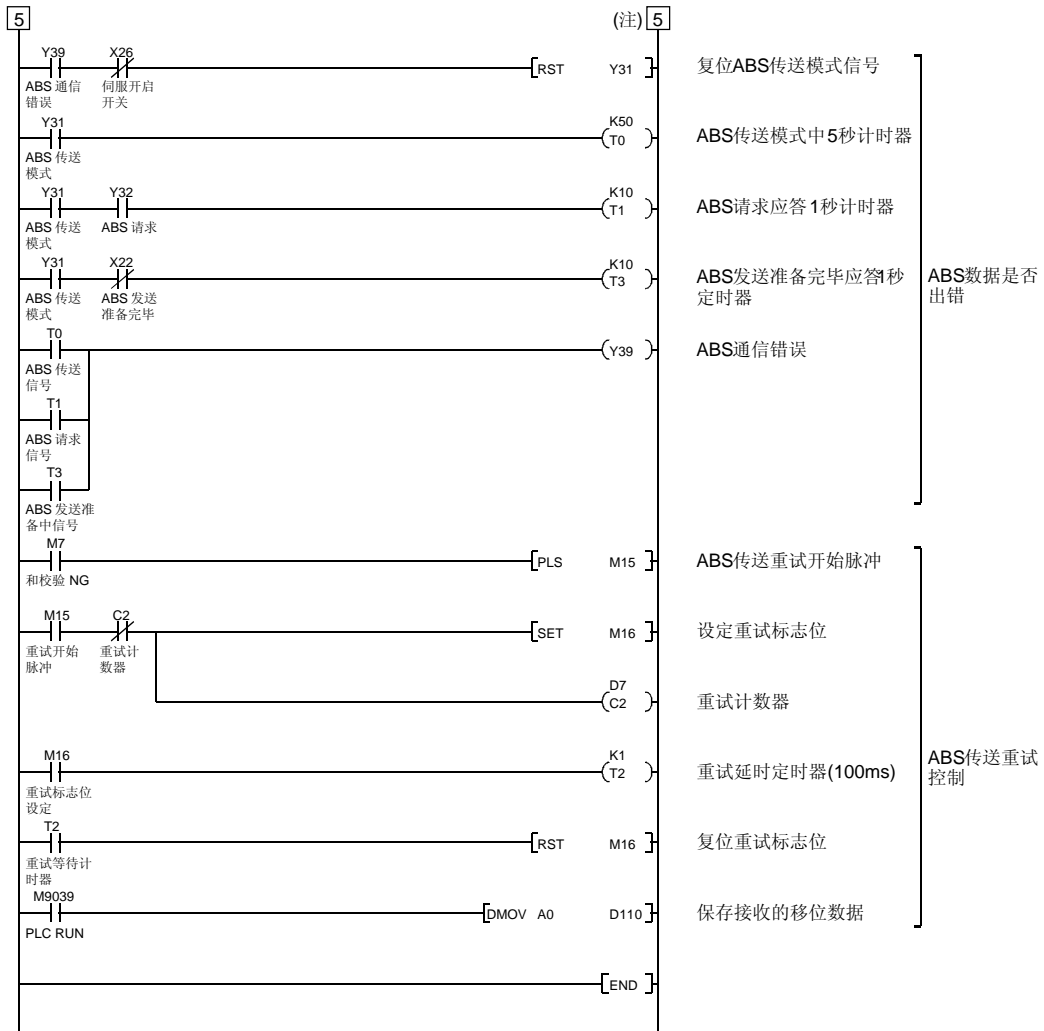 5
(注) 5
Y39 X26
RST Y31
复位ABS传送模式信号
ABS 通信
错误
伺服开启
开关
Y31
K50
T0
ABS传送模式中5秒计时器
ABS 传送
模式
Y31 Y32
K10
T1
ABS请求应答1秒计时器
ABS 传送
模式
ABS 请求
Y31 X22
K10
T3
ABS发送准备完毕应答1秒
定时器
ABS 传送
模式
ABS 发送
准备完毕
ABS数据是否
出错
T0
Y39
ABS通信错误
ABS 传送
信号
T1
ABS 请求
信号
T3
ABS 发送准
备中信号
M7
PLS M15
ABS传送重试开始脉冲
和校验 NG
M15 C2
SET M16
设定重试标志位
重试开始
脉冲
重试计
数器
D7
C2
重试计数器
M16
K1
T2
重试延时定时器(100ms)
重试标志位
设定
ABS传送重试
控制
T2
RST M16
复位重试标志位
重试等待计
时器
M9039
DMOV A0 D110
保存接收的移位数据
PLC RUN
END